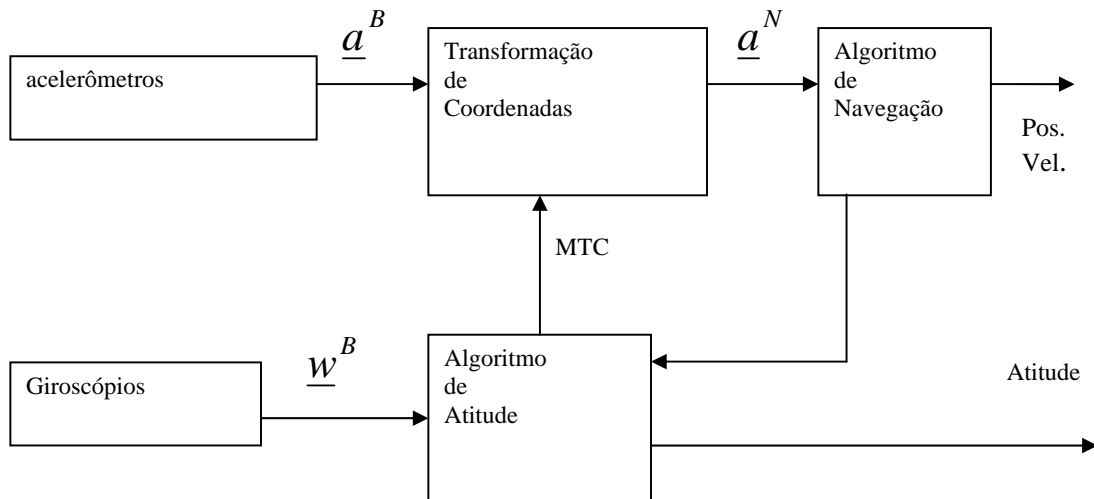 acelerômetros
a^B
Transformação
de
Coordenadas
a^N
Algoritmo
de
Navegação
Pos.
Vel.
MTC
Giroscópios
w^B
Algoritmo
de
Atitude
Atitude